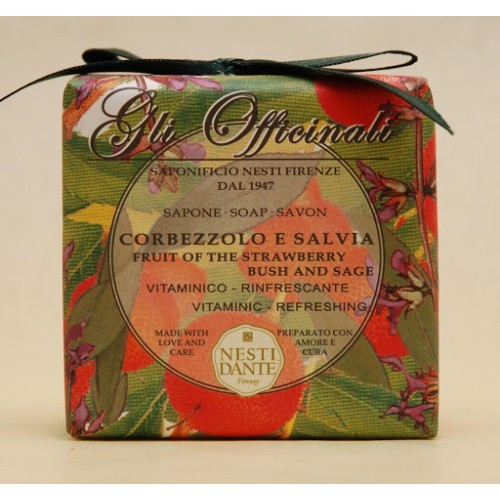 Gli Officinali
SAPONIFICIO NESTI FIRENZE
DAL 1947
SAPONE · SOAP · SAVON
CORBEZZOLO E SALVIA
FRUIT OF THE STRAWBERRY
BUSH AND SAGE
VITAMINICO - RINFRESCANTE
VITAMINIC - REFRESHING
MADE WITH
LOVE AND
CARE
NESTI
DANTE
Firenze
PREPARATO CON
AMORE E
CURA